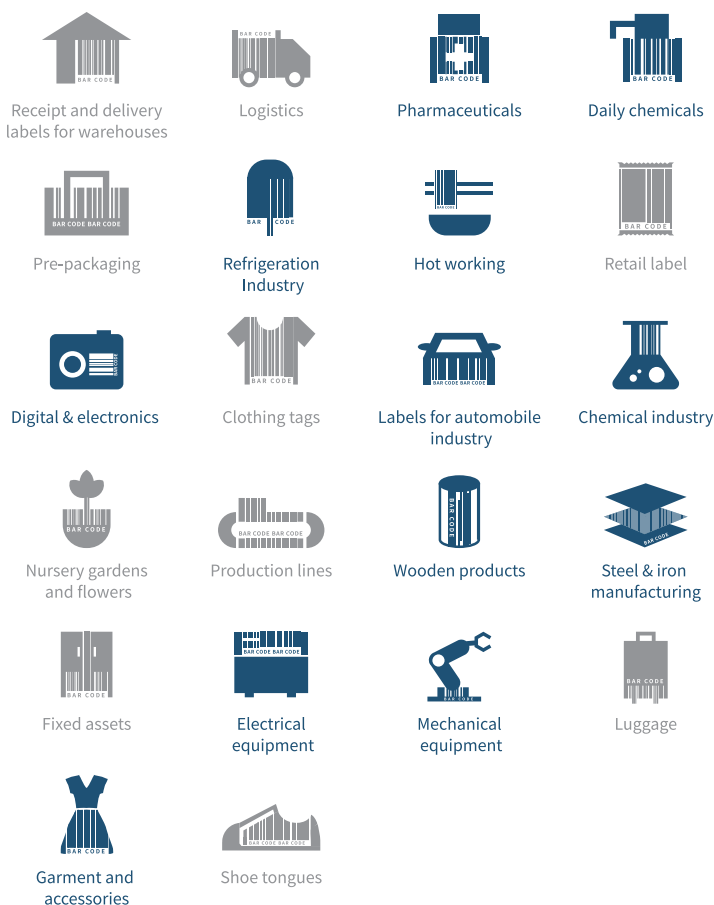 BAR CODE
Receipt and delivery
labels for warehouses
BAR CODE
Logistics
BAR CODE
Pharmaceuticals
BAR CODE
Daily chemicals
BAR CODE BAR CODE
Pre-packaging
BAR CODE
Refrigeration
Industry
BAR CODE
Hot working
BAR CODE
Retail label
BAR CODE
Digital & electronics
BAR CODE
Clothing tags
BAR CODE BAR CODE
Labels for automobile
industry
Chemical industry
BAR CODE
Nursery gardens
and flowers
BAR CODE BAR CODE
Production lines
BAR CODE
Wooden products
BAR CODE
Steel & iron
manufacturing
BAR CODE
Fixed assets
BAR CODE BAR CODE
Electrical
equipment
BAR CODE
Mechanical
equipment
BAR CODE
Luggage
BAR CODE
Garment and
accessories
BAR CODE BAR CODE
Shoe tongues